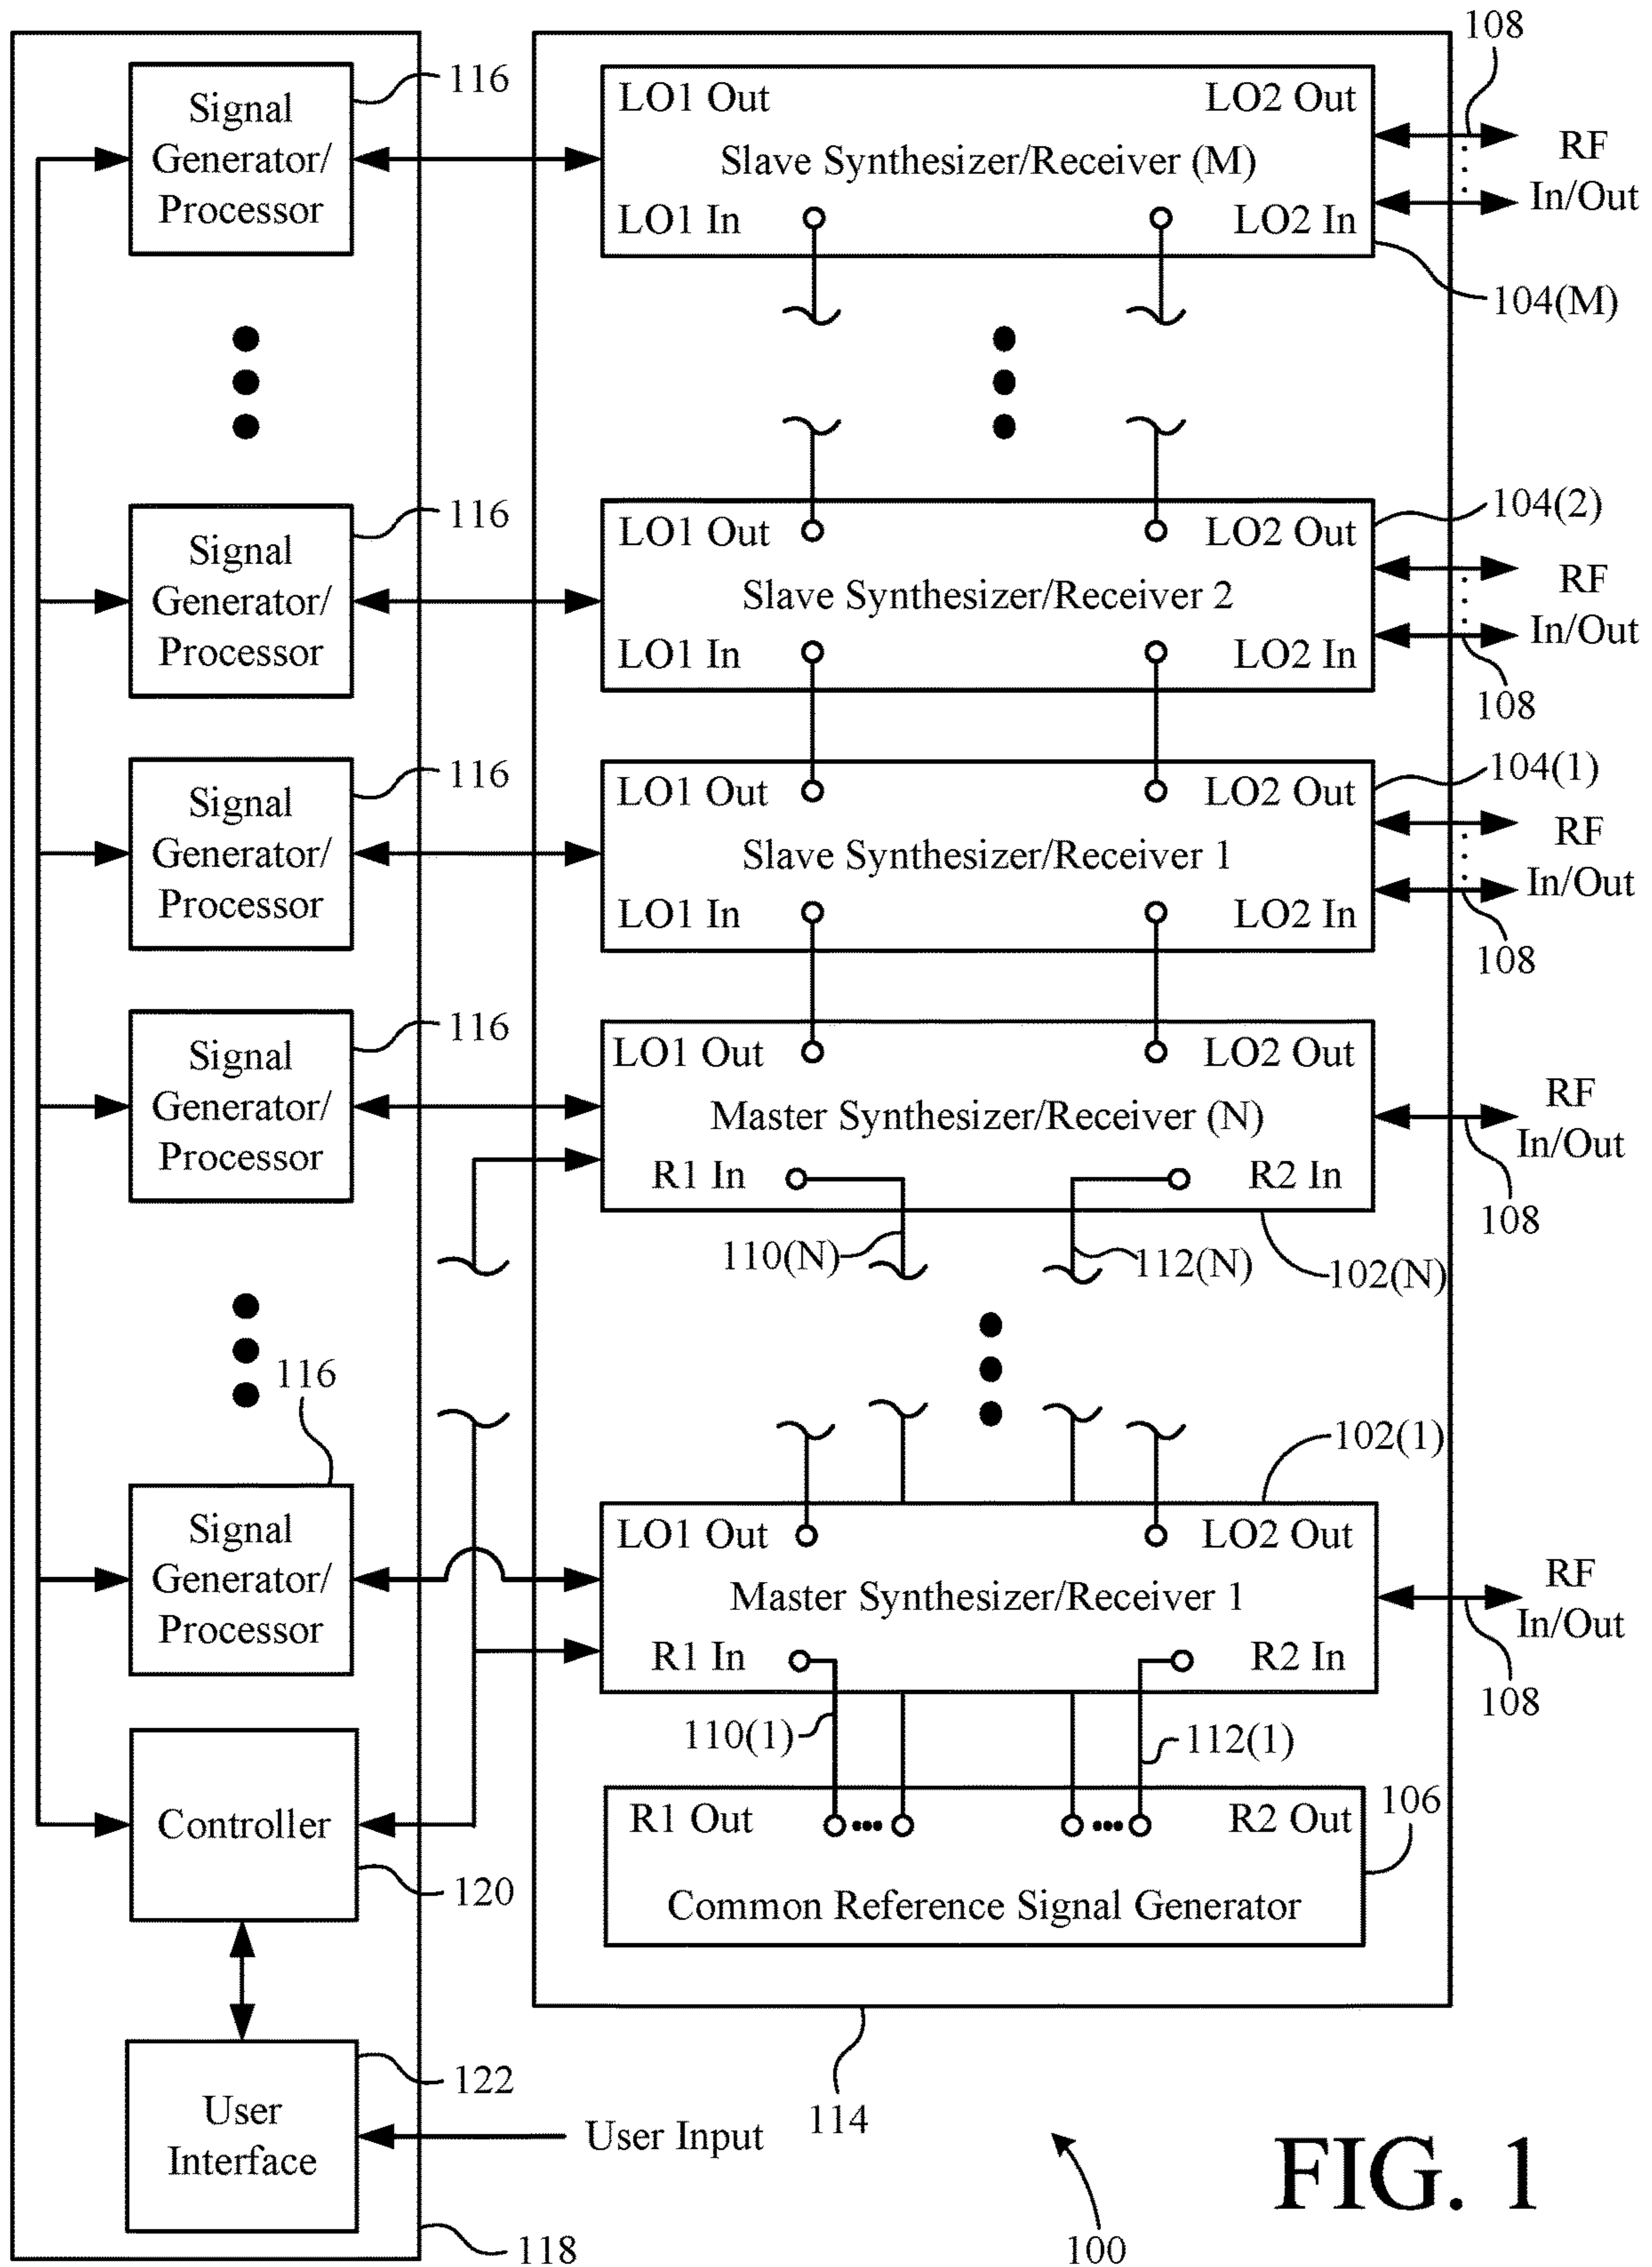 108
Signal
Generator/
Processor
116
LO1 Out
LO2 Out
Slave Synthesizer/Receiver (M)
LO1 In
LO2 In
RF
In/Out
104(M)
Signal
Generator/
Processor
116
LO1 Out
LO2 Out
Slave Synthesizer/Receiver 2
LO1 In
LO2 In
104(2)
RF
In/Out
108
Signal
Generator/
Processor
116
LO1 Out
LO2 Out
Slave Synthesizer/Receiver 1
LO1 In
LO2 In
104(1)
RF
In/Out
108
Signal
Generator/
Processor
116
LO1 Out
LO2 Out
Master Synthesizer/Receiver (N)
R1 In
R2 In
RF
In/Out
108
110(N)
112(N)
102(N)
116
Signal
Generator/
Processor
102(1)
LO1 Out
LO2 Out
Master Synthesizer/Receiver 1
R1 In
R2 In
RF
In/Out
108
110(1)
112(1)
Controller
120
R1 Out
R2 Out
106
Common Reference Signal Generator
User
Interface
122
User Input
114
118
100
FIG. 1